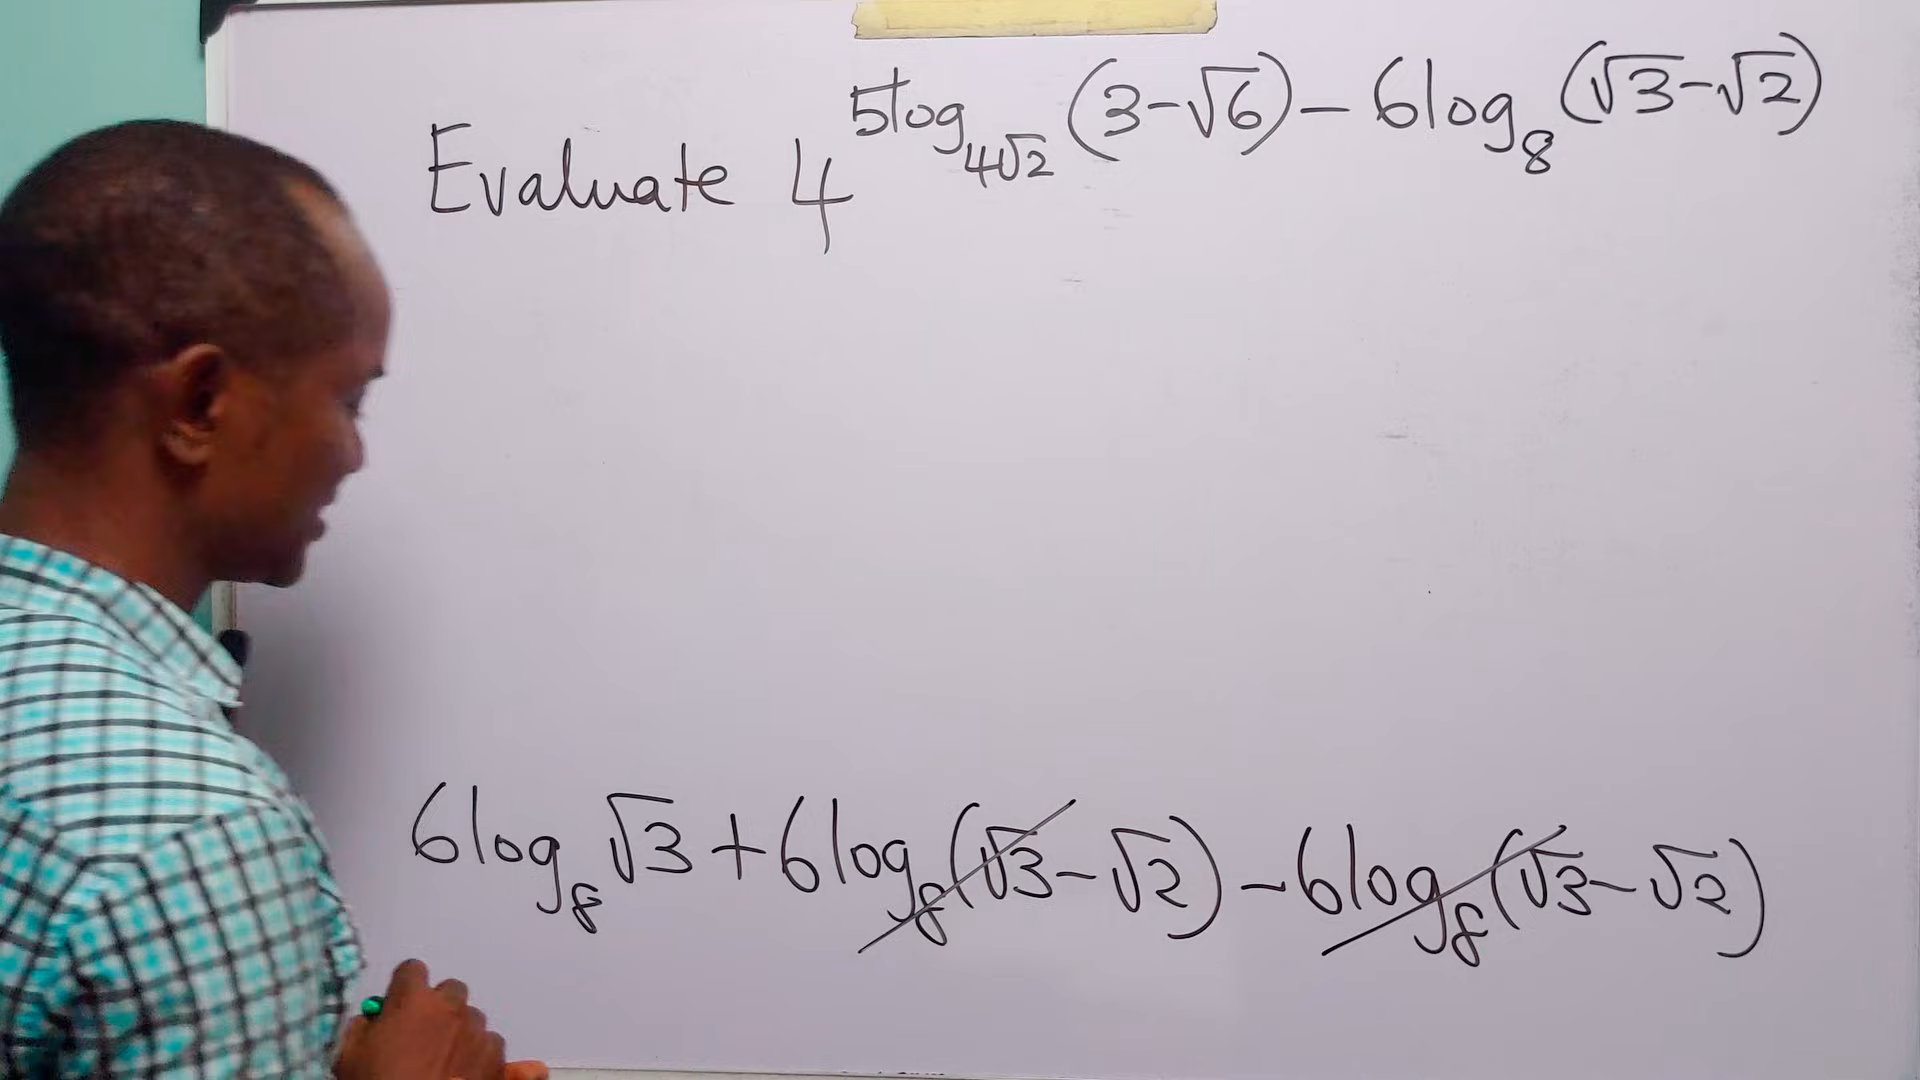 Evaluate 4^{5log_{4√2}(3-√6) - 6log_8(√3-√2)}
6log_8 √3 + 6log_8(√3-√2) - 6log_8(√3-√2)